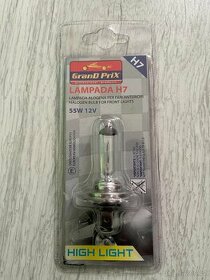 H7
GRAND PRIX
LAMPADA H7
LAMPADA ALOGENA PER FARI ANTERIORI
HALOGEN BULB FOR FRONT LIGHTS
55W 12V
HIGH LIGHT